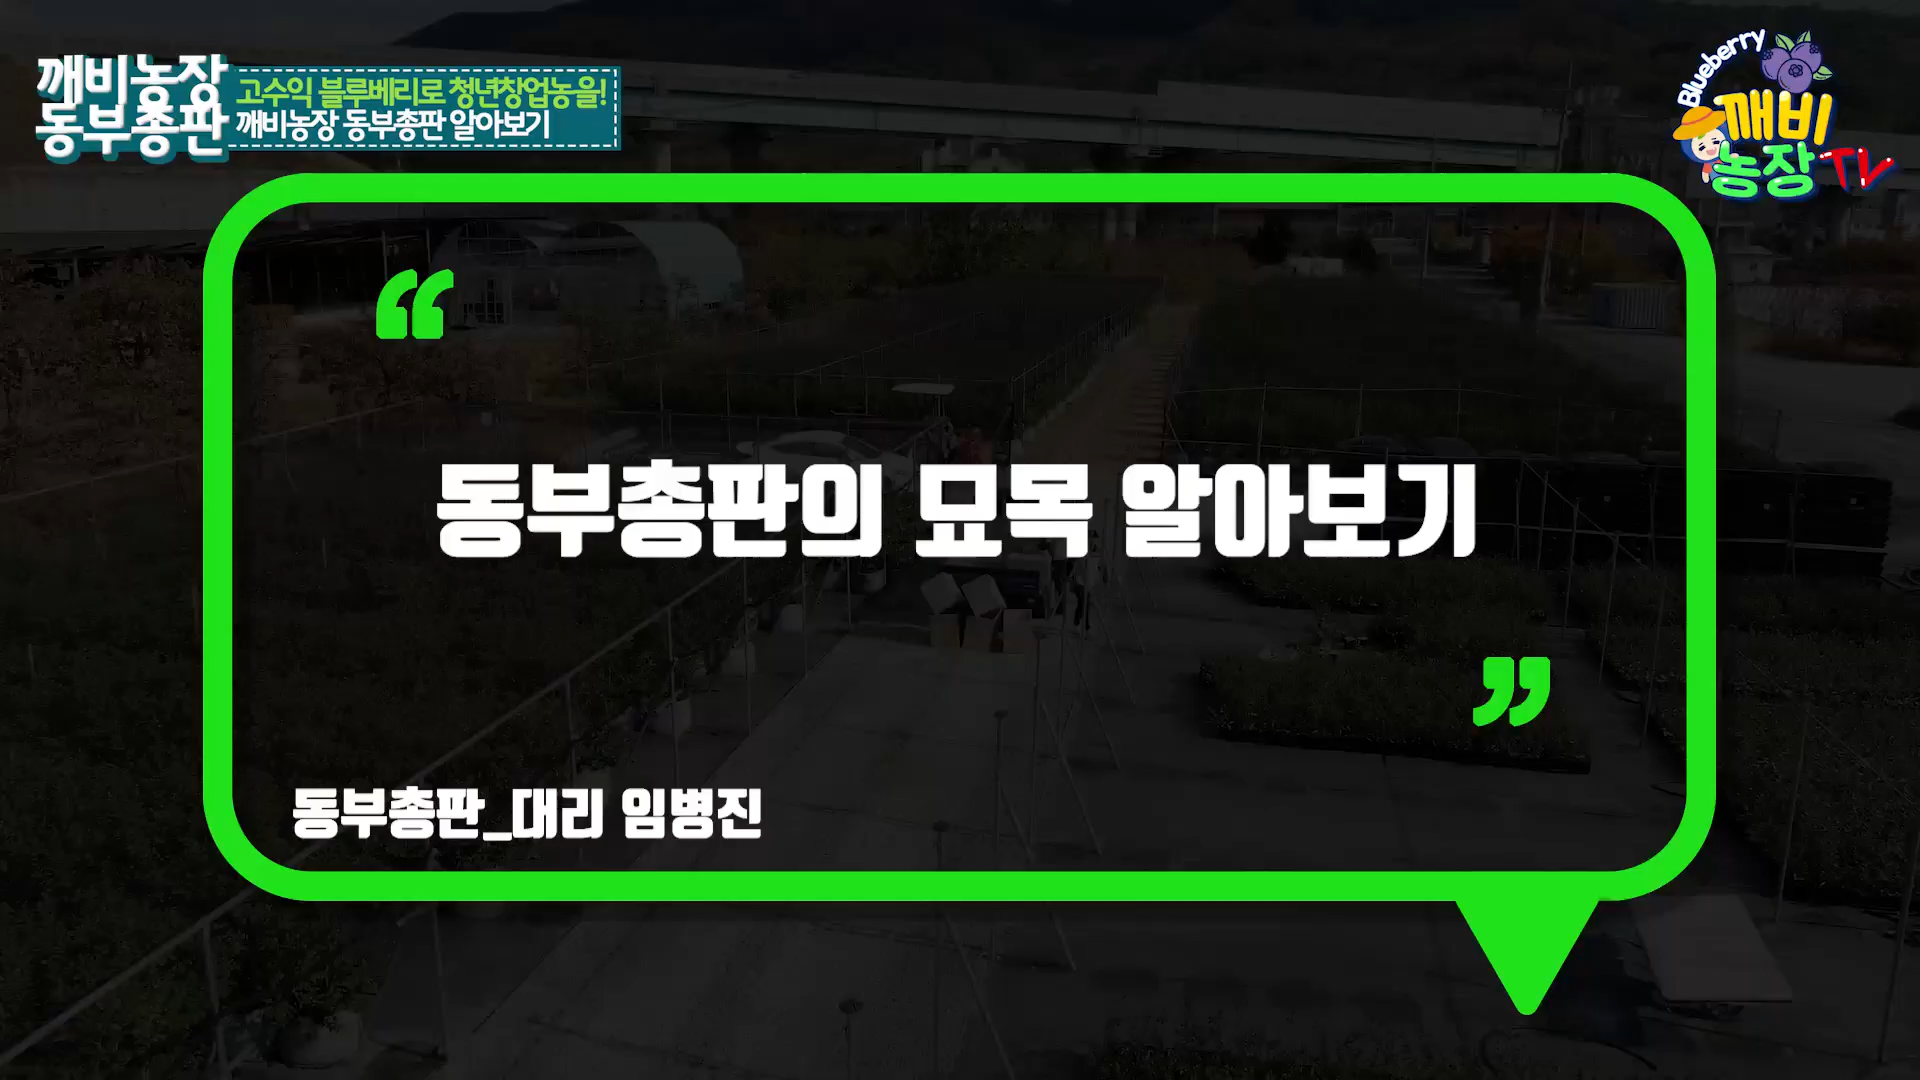 깨비농장
동부총판
고수익 블루베리로 청년창업농을!
깨비농장 동부총판 알아보기
Blueberry
깨비
농장TV
“
동부총판의 묘목 알아보기
”
동부총판_대리 임병진